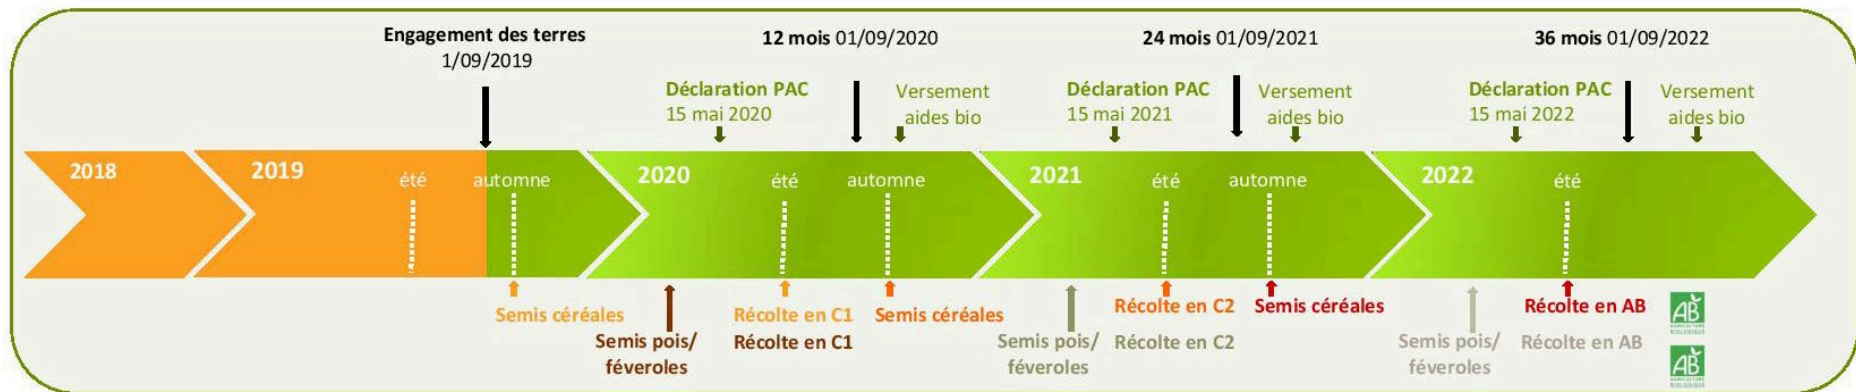 Engagement des terres
1/09/2019
12 mois 01/09/2020
24 mois 01/09/2021
36 mois 01/09/2022
Déclaration PAC
15 mai 2020
Versement
aides bio
Déclaration PAC
15 mai 2021
Versement
aides bio
Déclaration PAC
15 mai 2022
Versement
aides bio
2018
2019
été
automne
2020
été
automne
2021
été
automne
2022
été
Semis céréales
Semis pois/
féveroles
Récolte en C1
Récolte en C1
Semis céréales
Semis pois/
féveroles
Récolte en C2
Récolte en C2
Semis céréales
Semis pois/
féveroles
Récolte en AB
Récolte en AB
AB
AGRICULTURE
BIOLOGIQUE
AB
AGRICULTURE
BIOLOGIQUE